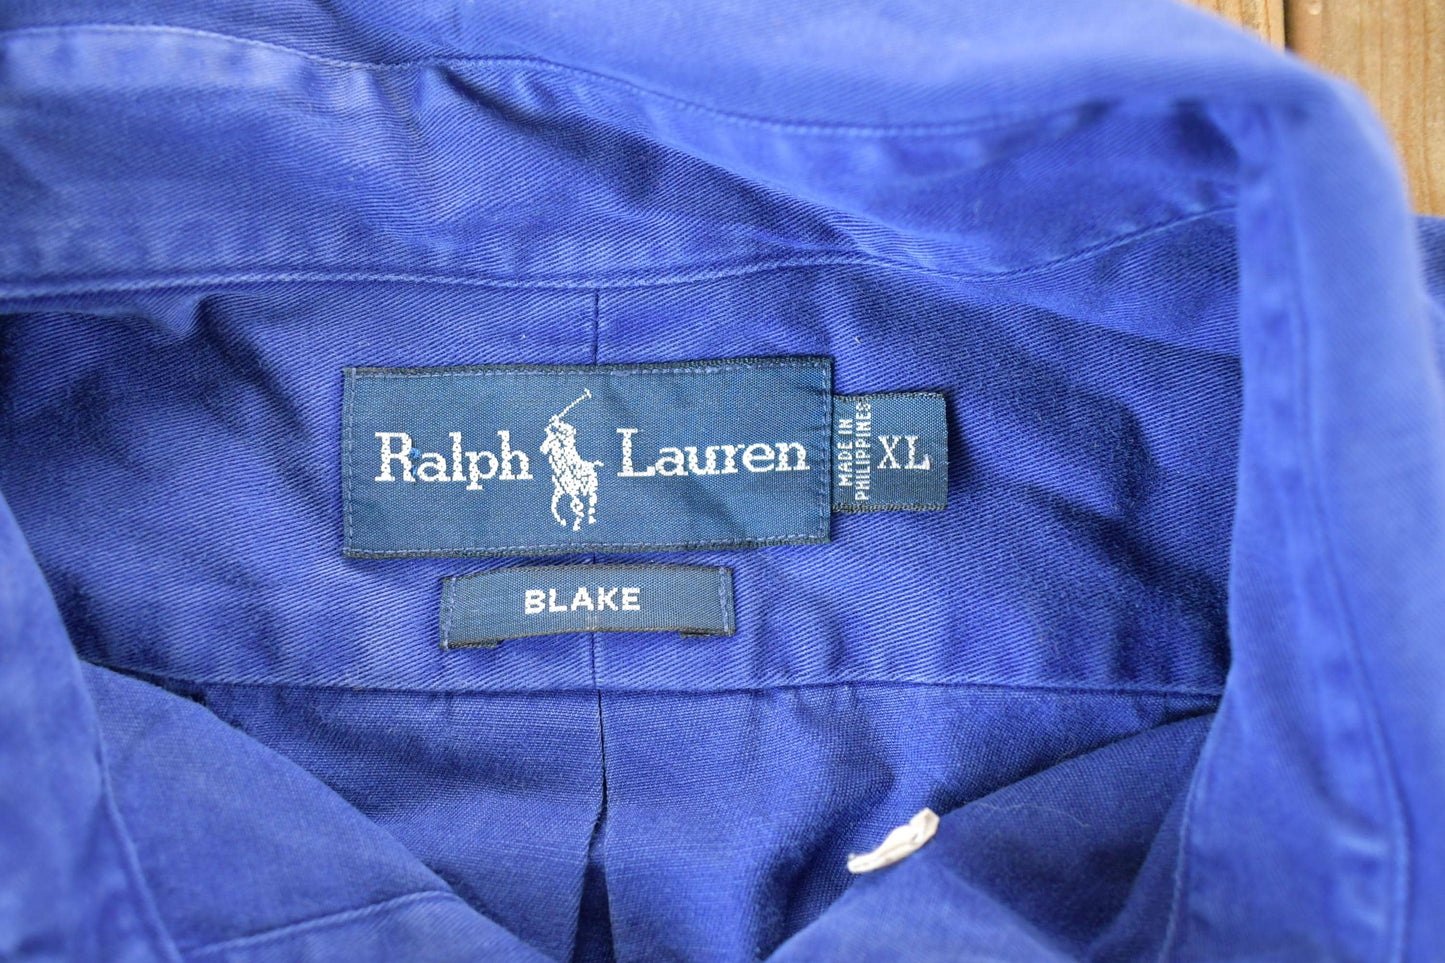 Ralph Lauren
MADE IN
PHILIPPINES
XL
BLAKE